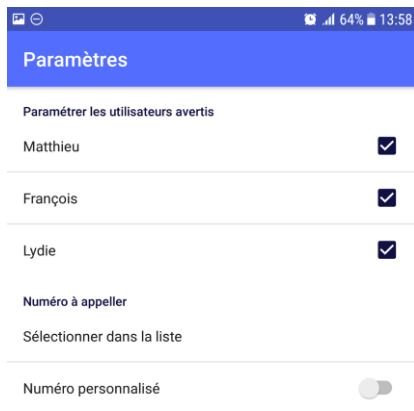 64% 13:58
Paramètres
Paramétrer les utilisateurs avertis
Matthieu
François
Lydie
Numéro à appeller
Sélectionner dans la liste
Numéro personnalisé